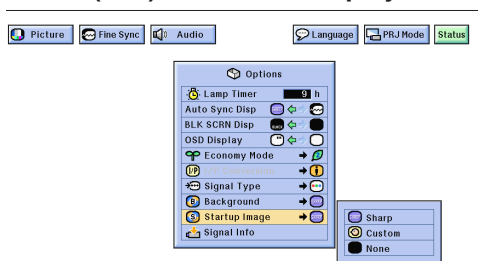 Picture
Fine Sync
Audio
Language
PRJ Mode
Status
Options
Lamp Timer 9 h
Auto Sync Disp
BLK SCRN Disp
OSD Display
Economy Mode
I/P
Signal Type
Background
Startup Image
Signal Info
Sharp
Custom
None